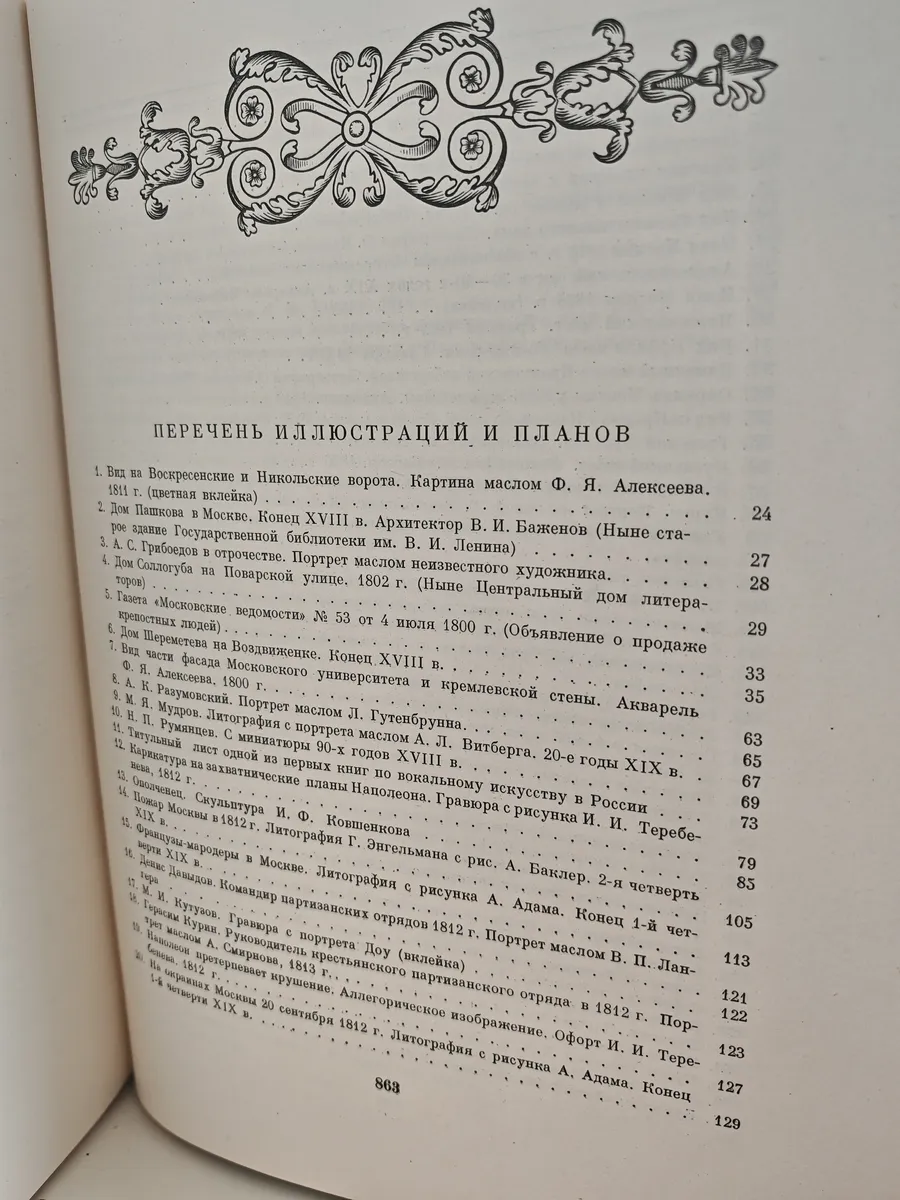 ПЕРЕЧЕНЬ ИЛЛЮСТРАЦИЙ И ПЛАНОВ
1. Вид на Воскресенские и Никольские ворота. Картина маслом Ф. Я. Алексеева.
1811 г. (цветная вклейка) . . . . . . . . . . 24
2. Дом Пашкова в Москве. Конец XVIII в. Архитектор В. И. Баженов (Ныне ста-
рое здание Государственной библиотеки им. В. И. Ленина) . . . . . . 27
3. А. С. Грибоедов в отрочестве. Портрет маслом неизвестного художника. . . . . . 28
4. Дом Соллогуба на Поварской улице. 1802 г. (Ныне Центральный дом литера-
торов) . . . . . . . . . . 29
5. Газета «Московские ведомости» № 53 от 4 июля 1800 г. (Объявление о продаже
крепостных людей) . . . . . . . . . . 33
6. Дом Шереметева на Воздвиженке. Конец XVIII в. . . . . . . . 35
7. Вид части фасада Московского университета и кремлевской стены. Акварель
Ф. Я. Алексеева, 1800 г. . . . . . . . . . 63
8. А. К. Разумовский. Портрет маслом Л. Гутенбрунна. . . . . . . 65
9. М. Я. Мудров. Литография с портрета маслом А. Л. Витберга. 20-е годы XIX в. . 67
10. Н. П. Румянцев. С миниатюры 90-х годов XVIII в. . . . . . . 69
11. Титульный лист одной из первых книг по вокальному искусству в России 73
12. Карикатура на захватнические планы Наполеона. Гравюра с рисунка И. И. Теребе-
нева, 1812 г. . . . . . . . . . 79
13. Ополченец. Скульптура И. Ф. Ковшенкова . . . . . . . 85
14. Пожар Москвы в 1812 г. Литография Г. Энгельмана с рис. А. Баклер. 2-я четверть
XIX в. . . . . . . . . . 105
15. Французы-мародеры в Москве. Литография с рисунка А. Адама. Конец 1-й чет-
верти XIX в. . . . . . . . . . 113
16. Денис Давыдов. Командир партизанских отрядов 1812 г. Портрет маслом В. П. Лан-
гера . . . . . . . . . . 121
17. М. И. Кутузов. Гравюра с портрета Доу (вклейка) . . . . . . . 122
18. Герасим Курин. Руководитель крестьянского партизанского отряда в 1812 г. Пор-
трет маслом А. Смирнова, 1813 г. . . . . . . . . 123
19. Наполеон претерпевает крушение. Аллегорическое изображение. Офорт И. И. Тере-
бенева. 1812 г. . . . . . . . . . 127
20. На окраинах Москвы 20 сентября 1812 г. Литография с рисунка А. Адама. Конец
1-й четверти XIX в. . . . . . . . . . 129
863